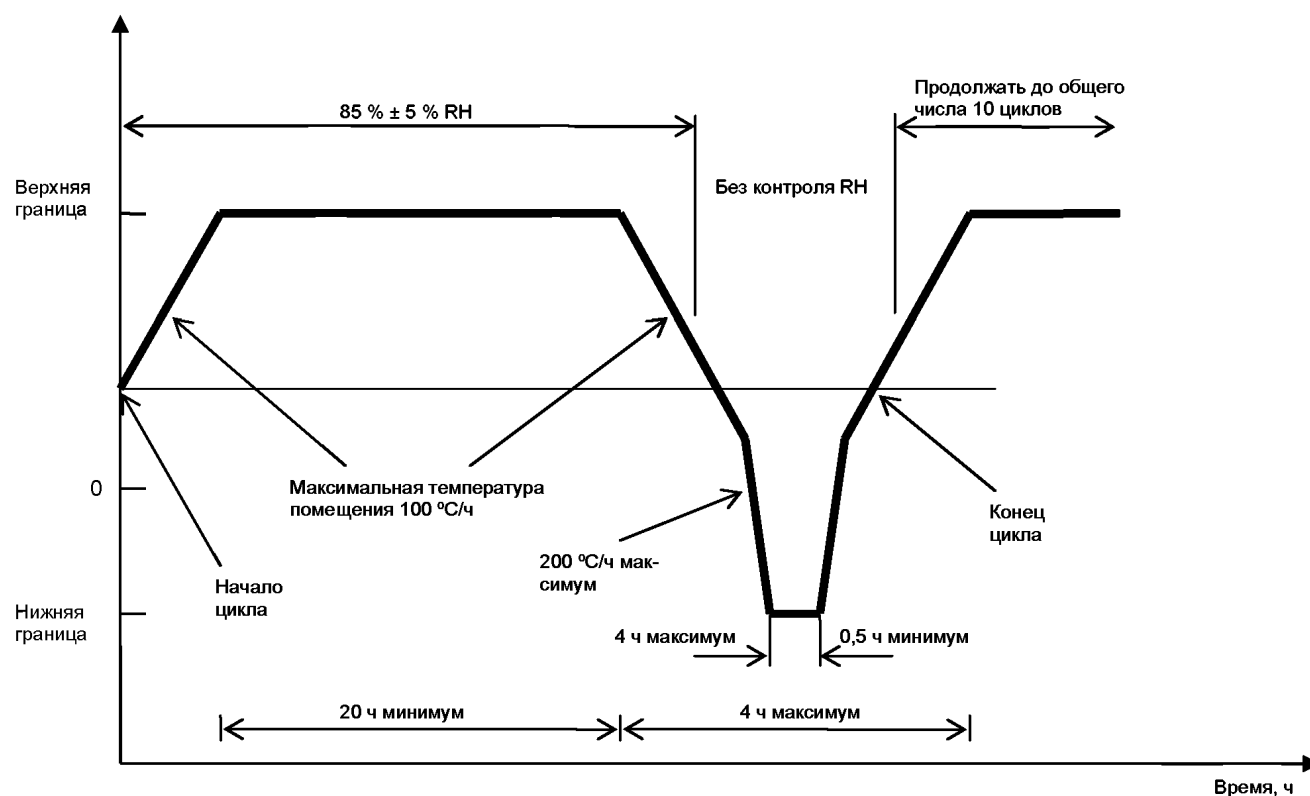 Продолжать до общего
числа 10 циклов
85 % ± 5 % RH
Верхняя
граница
Без контроля RH
0
Максимальная температура
помещения 100 ºС/ч
Конец
цикла
200 ºС/ч мак-
симум
Начало
цикла
Нижняя
граница
4 ч максимум
0,5 ч минимум
20 ч минимум
4 ч максимум
Время, ч